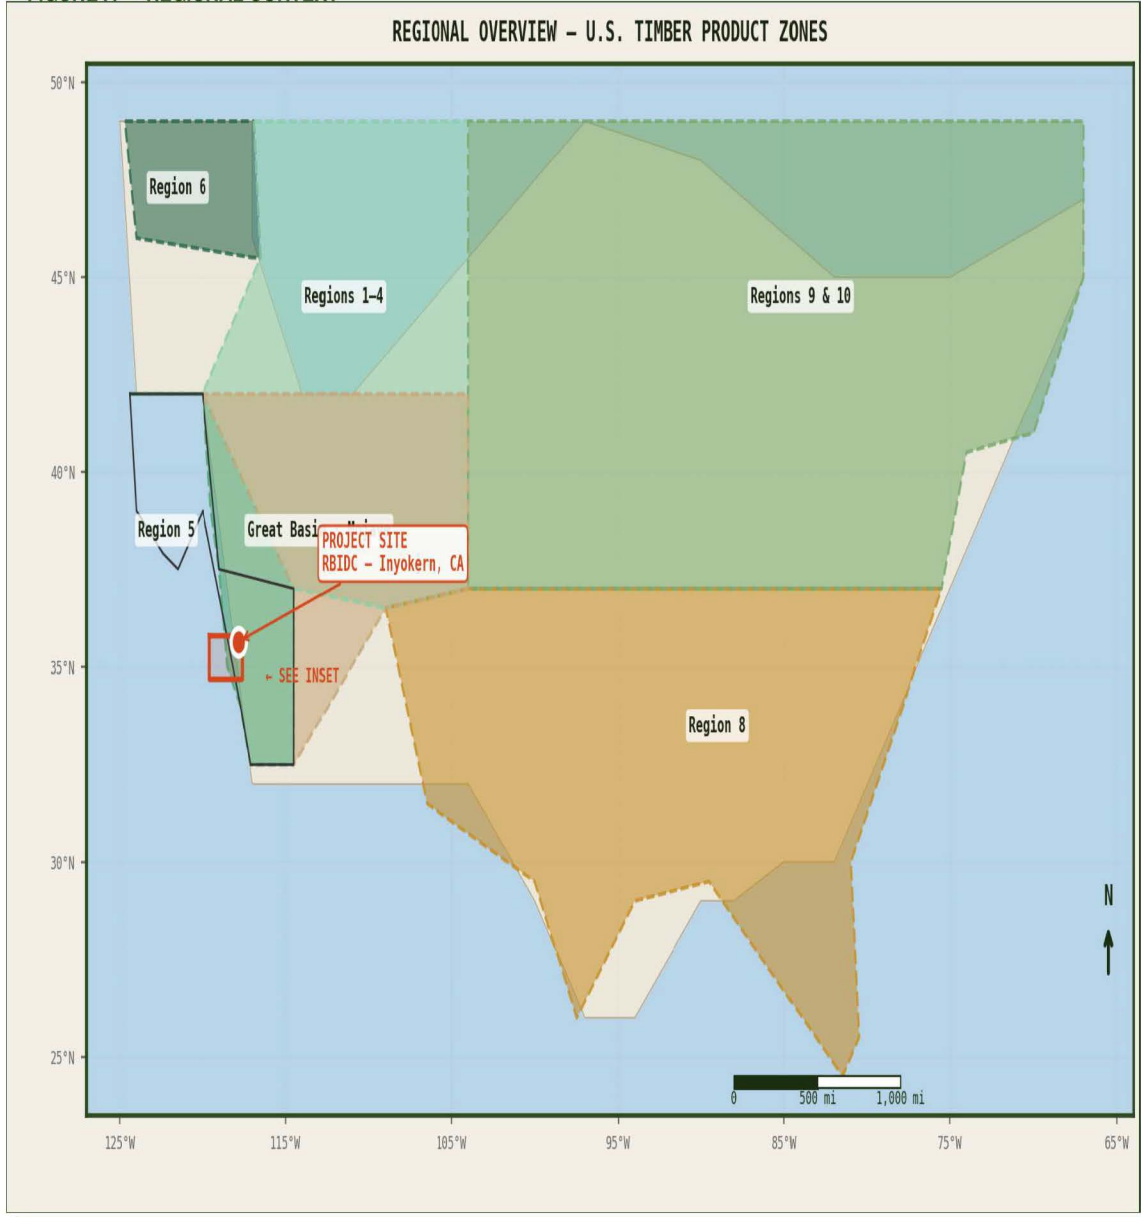 REGIONAL OVERVIEW — U.S. TIMBER PRODUCT ZONES
50°N
Region 6
45°N
Regions 1–4
Regions 9 & 10
40°N
Region 5
Great
PROJECT SITE
RBIDC — Inyokern, CA
35°N
← SEE INSET
Region 8
30°N
N
25°N
0
500 mi
1,000 mi
125°W
115°W
105°W
95°W
85°W
75°W
65°W